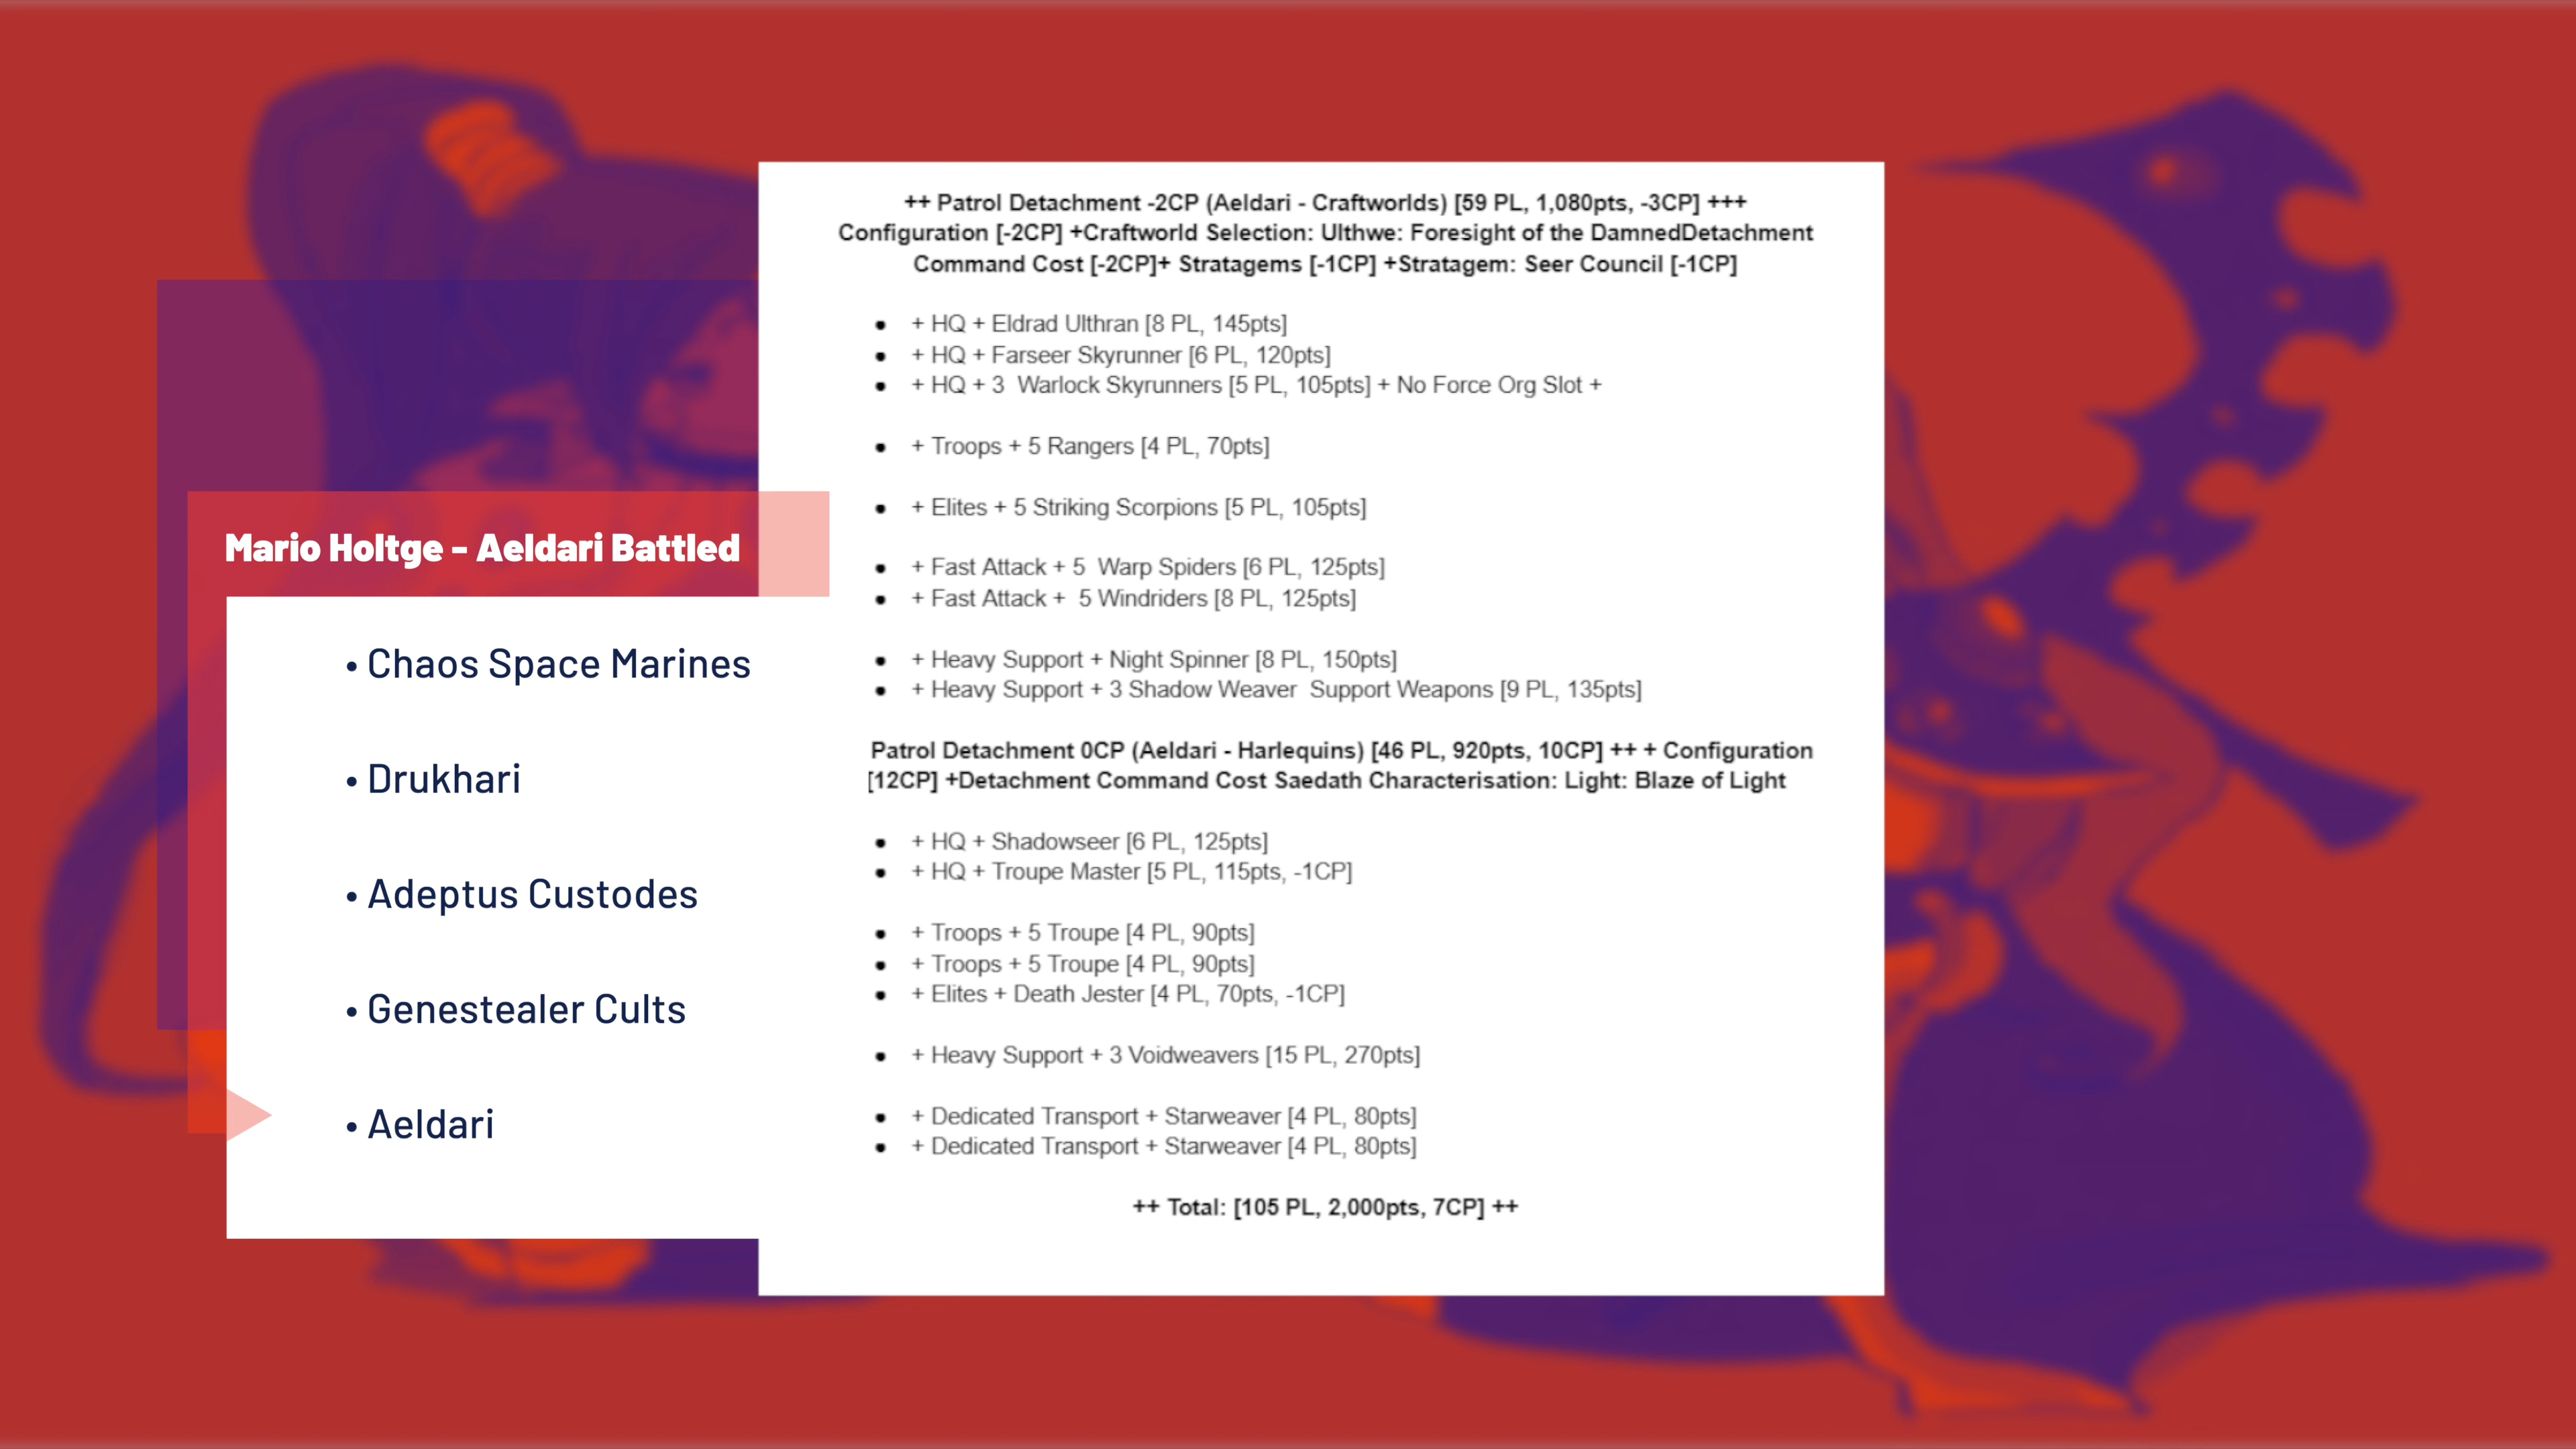 Mario Holtge - Aeldari Battled
• Chaos Space Marines
• Drukhari
• Adeptus Custodes
• Genestealer Cults
• Aeldari
++ Patrol Detachment -2CP (Aeldari - Craftworlds) [59 PL, 1,080pts, -3CP] +++
Configuration [-2CP] +Craftworld Selection: Ulthwe: Foresight of the DamnedDetachment
Command Cost [-2CP]+ Stratagems [-1CP] +Stratagem: Seer Council [-1CP]
● + HQ + Eldrad Ulthran [8 PL, 145pts]
● + HQ + Farseer Skyrunner [6 PL, 120pts]
● + HQ + 3 Warlock Skyrunners [5 PL, 105pts] + No Force Org Slot +
● + Troops + 5 Rangers [4 PL, 70pts]
● + Elites + 5 Striking Scorpions [5 PL, 105pts]
● + Fast Attack + 5 Warp Spiders [6 PL, 125pts]
● + Fast Attack + 5 Windriders [8 PL, 125pts]
● + Heavy Support + Night Spinner [8 PL, 150pts]
● + Heavy Support + 3 Shadow Weaver Support Weapons [9 PL, 135pts]
Patrol Detachment 0CP (Aeldari - Harlequins) [46 PL, 920pts, 10CP] ++ + Configuration
[12CP] +Detachment Command Cost Saedath Characterisation: Light: Blaze of Light
● + HQ + Shadowseer [6 PL, 125pts]
● + HQ + Troupe Master [5 PL, 115pts, -1CP]
● + Troops + 5 Troupe [4 PL, 90pts]
● + Troops + 5 Troupe [4 PL, 90pts]
● + Elites + Death Jester [4 PL, 70pts, -1CP]
● + Heavy Support + 3 Voidweavers [15 PL, 270pts]
● + Dedicated Transport + Starweaver [4 PL, 80pts]
● + Dedicated Transport + Starweaver [4 PL, 80pts]
++ Total: [105 PL, 2,000pts, 7CP] ++